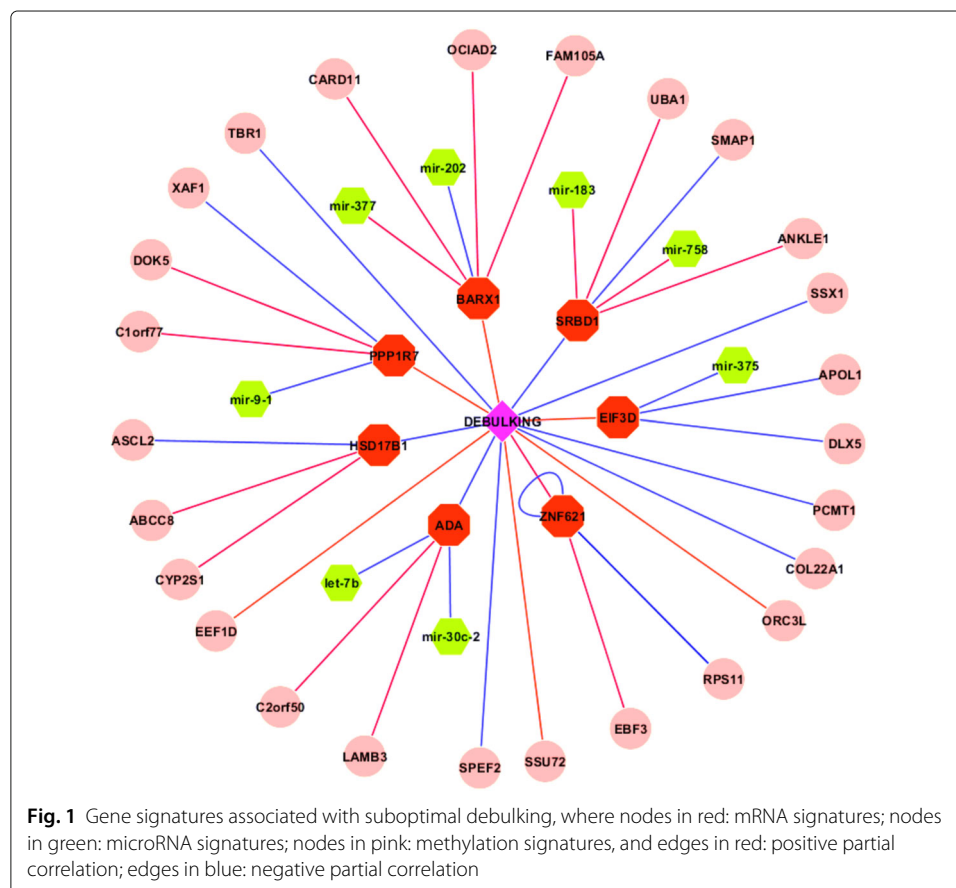 OCIAD2
FAM105A
CARD11
UBA1
TBR1
SMAP1
mir-202
mir-183
XAF1
mir-377
ANKLE1
mir-758
DOK5
SSX1
BARX1
SRBD1
C1orf77
PPP1R7
mir-375
APOL1
mir-9-1
EIF3D
DEBULKING
ASCL2
HSD17B1
DLX5
ABCC8
PCMT1
ZNF621
ADA
CYP2S1
COL22A1
let-7b
EEF1D
ORC3L
mir-30c-2
RPS11
C2orf50
EBF3
LAMB3
SPEF2
SSU72
Fig. 1 Gene signatures associated with suboptimal debulking, where nodes in red: mRNA signatures; nodes
in green: microRNA signatures; nodes in pink: methylation signatures, and edges in red: positive partial
correlation; edges in blue: negative partial correlation